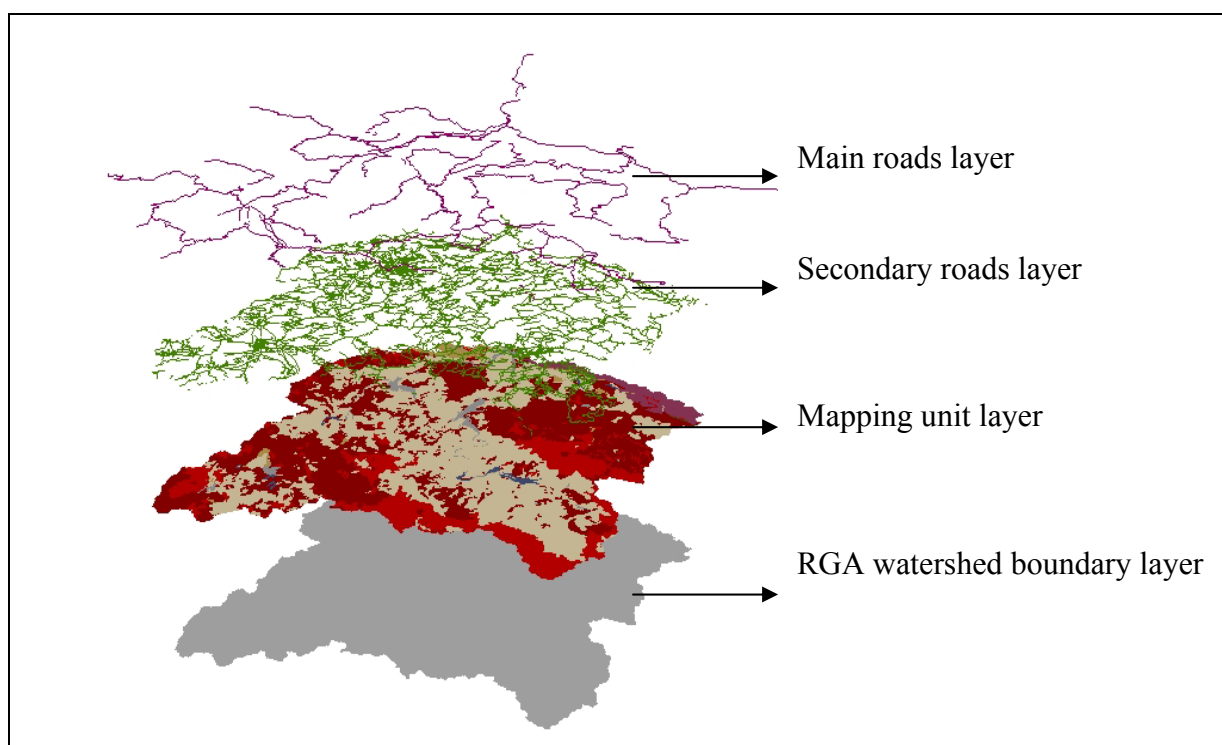 Main roads layer
Secondary roads layer
Mapping unit layer
RGA watershed boundary layer